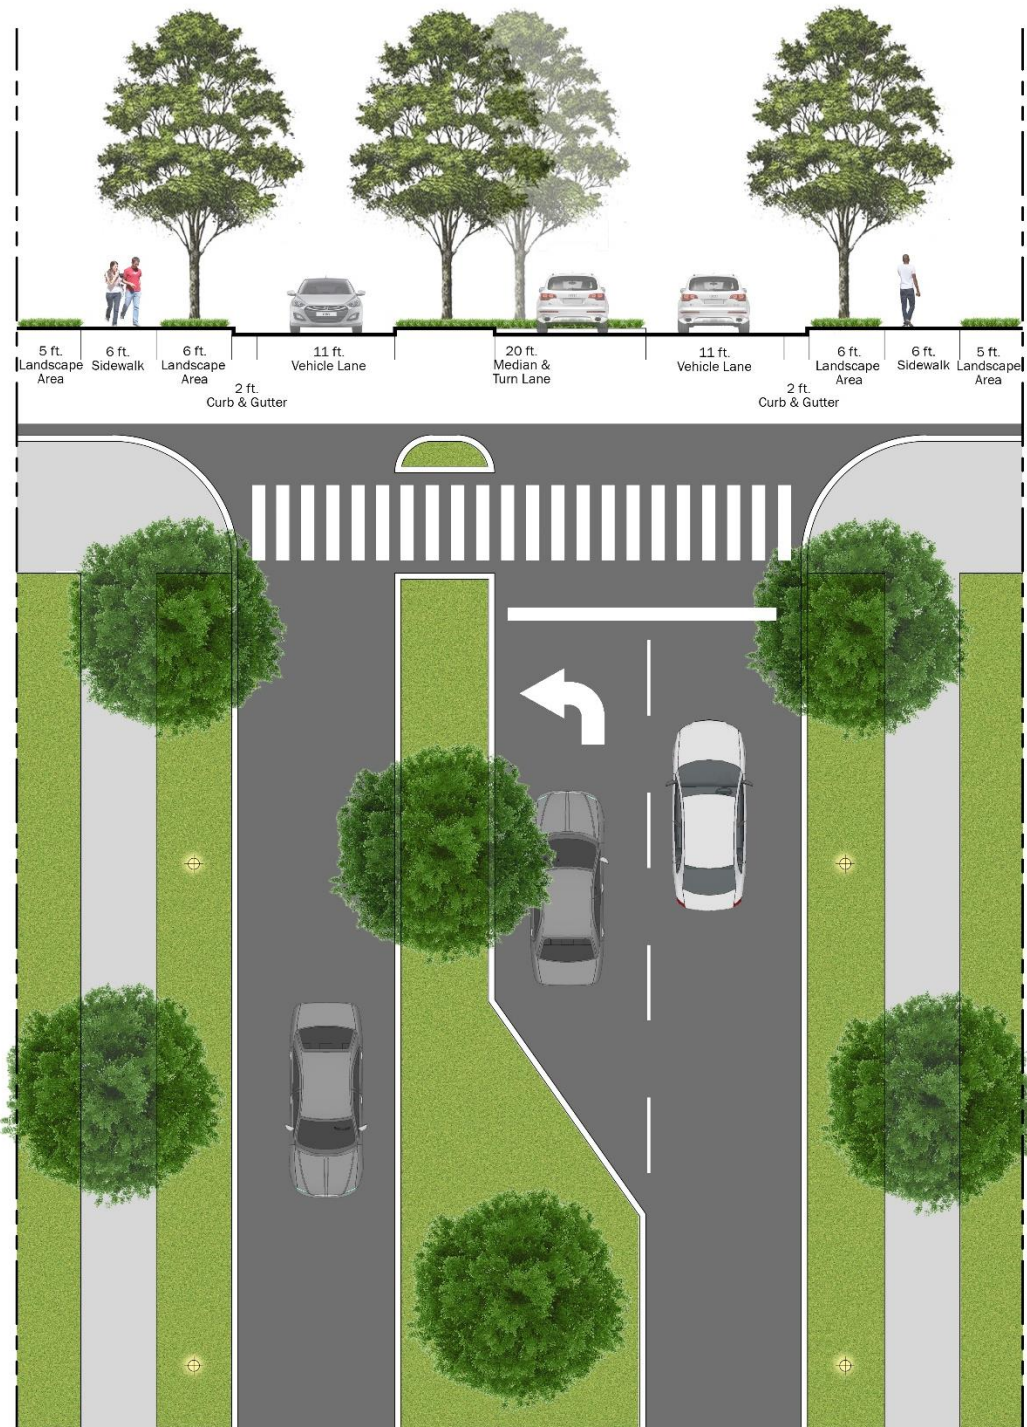 5 ft.
Landscape
Area
6 ft.
Sidewalk
6 ft.
Landscape
Area
2 ft.
Curb & Gutter
11 ft.
Vehicle Lane
20 ft.
Median &
Turn Lane
11 ft.
Vehicle Lane
2 ft.
Curb & Gutter
6 ft.
Landscape
Area
6 ft.
Sidewalk
5 ft.
Landscape
Area